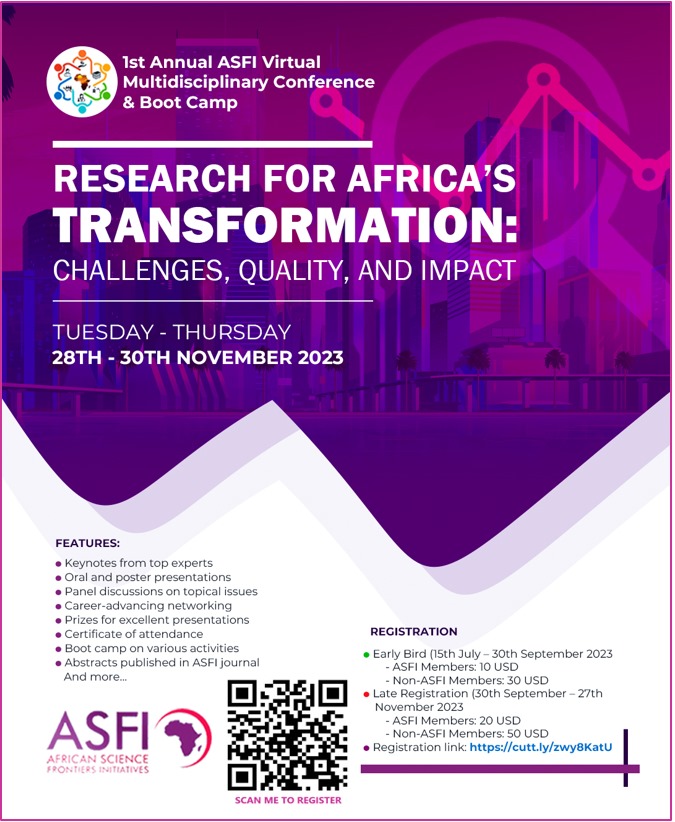 1st Annual ASFI Virtual
Multidisciplinary Conference
& Boot Camp
RESEARCH FOR AFRICA'S
TRANSFORMATION:
CHALLENGES, QUALITY, AND IMPACT
TUESDAY - THURSDAY
28TH - 30TH NOVEMBER 2023
FEATURES:
Keynotes from top experts
Oral and poster presentations
Panel discussions on topical issues
Career-advancing networking
Prizes for excellent presentations
Certificate of attendance
Boot camp on various activities
Abstracts published in ASFI journal
And more...
ASFI
AFRICAN SCIENCE
FRONTIERS INITIATIVES
SCAN ME TO REGISTER
REGISTRATION
Early Bird (15th July – 30th September 2023
- ASFI Members: 10 USD
- Non-ASFI Members: 30 USD
Late Registration (30th September – 27th
November 2023
- ASFI Members: 20 USD
- Non-ASFI Members: 50 USD
Registration link: https://cutt.ly/zwy8KatU